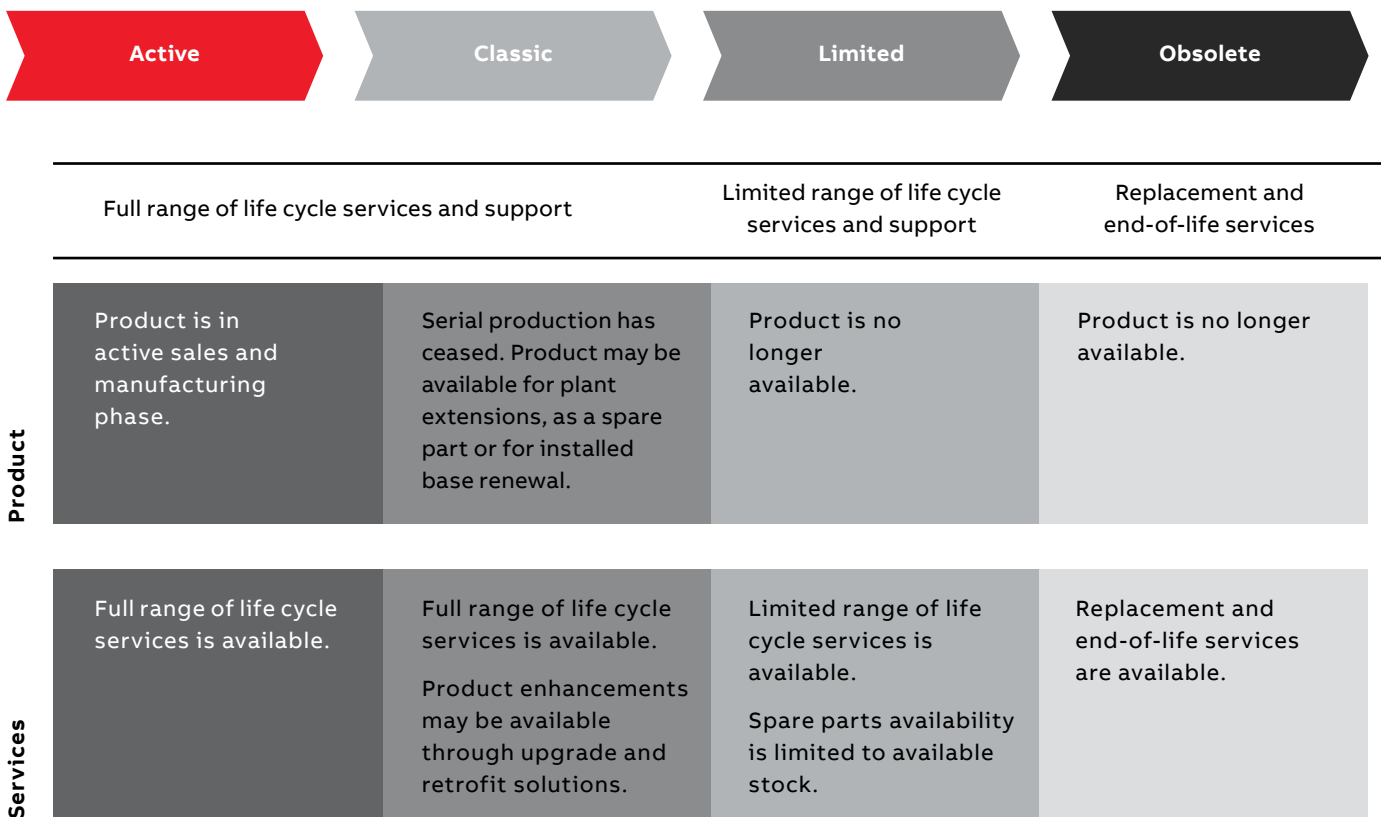 Active
Classic
Limited
Obsolete
Full range of life cycle services and support
Limited range of life cycle
services and support
Replacement and
end-of-life services
Product
Product is in
active sales and
manufacturing
phase.
Serial production has
ceased. Product may be
available for plant
extensions, as a spare
part or for installed
base renewal.
Product is no
longer
available.
Product is no longer
available.
Services
Full range of life cycle
services is available.
Full range of life cycle
services is available.
Product enhancements
may be available
through upgrade and
retrofit solutions.
Limited range of life
cycle services is
available.
Spare parts availability
is limited to available
stock.
Replacement and
end-of-life services
are available.